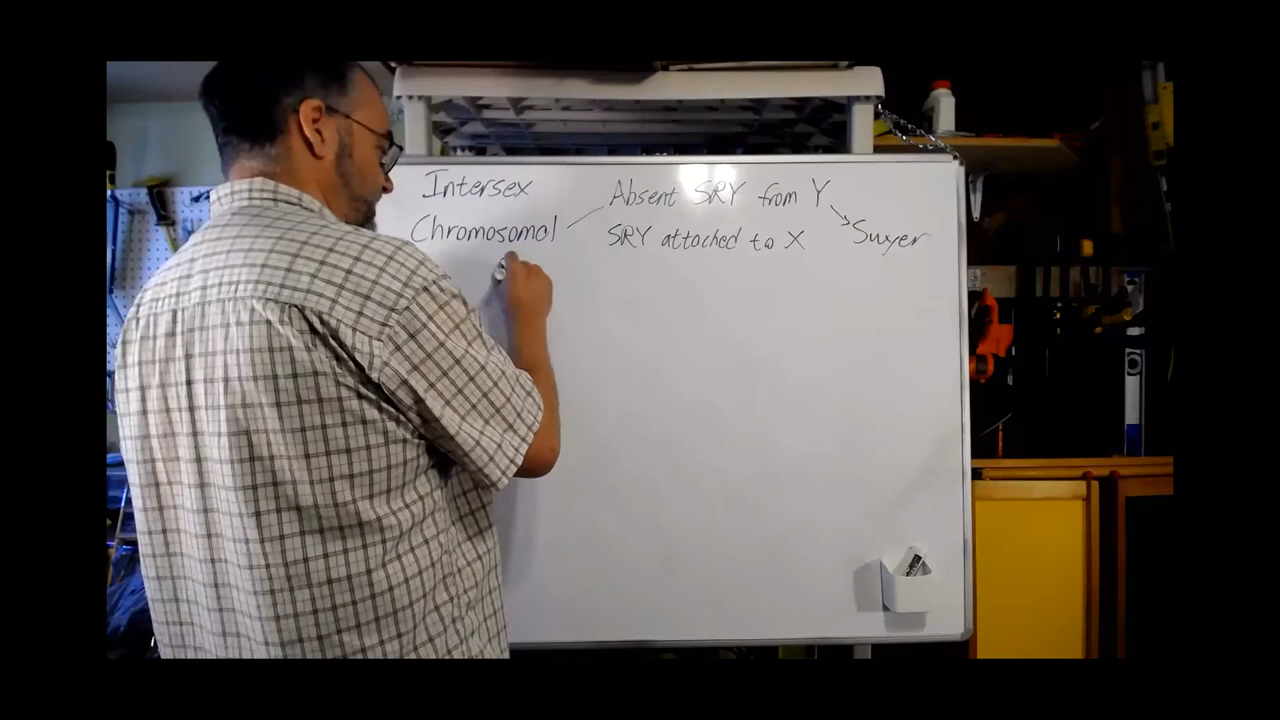 Intersex
Chromosomal
Absent SRY from Y
SRY attached to X
Swyer